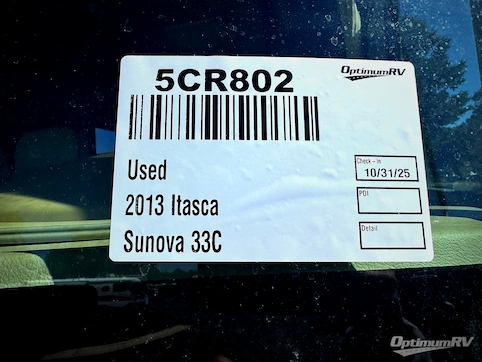 5CR802
OptimumRV
Used
Check-in
10/31/25
2013 Itasca
PDI
Sunova 33C
Detail
OptimumRV